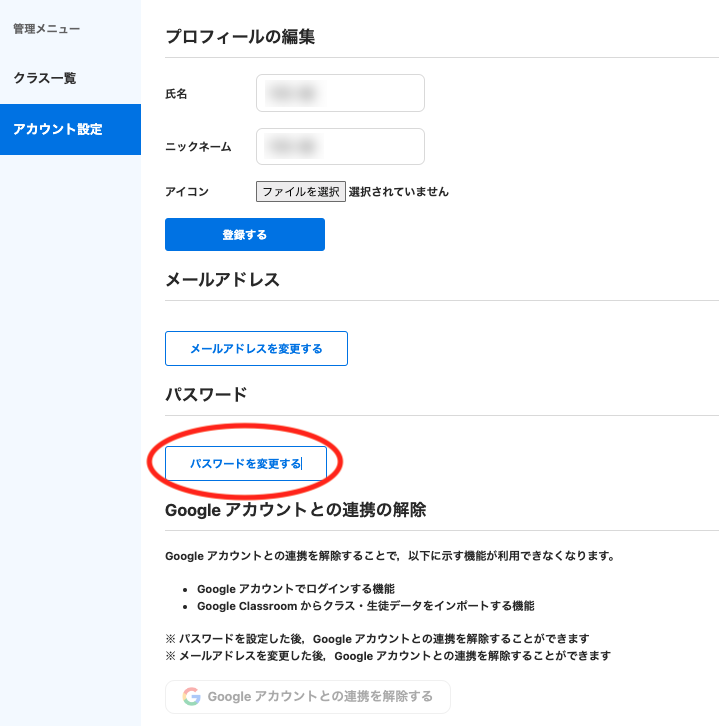 管理メニュー
クラス一覧
アカウント設定
プロフィールの編集
氏名
ニックネーム
アイコン
ファイルを選択 選択されていません
登録する
メールアドレス
メールアドレスを変更する
パスワード
パスワードを変更する
Google アカウントとの連携の解除
Google アカウントとの連携を解除することで，以下に示す機能が利用できなくなります。
• Google アカウントでログインする機能
• Google Classroom からクラス・生徒データをインポートする機能
※ パスワードを設定した後，Google アカウントとの連携を解除することができます
※ メールアドレスを変更した後，Google アカウントとの連携を解除することができます
Google アカウントとの連携を解除する